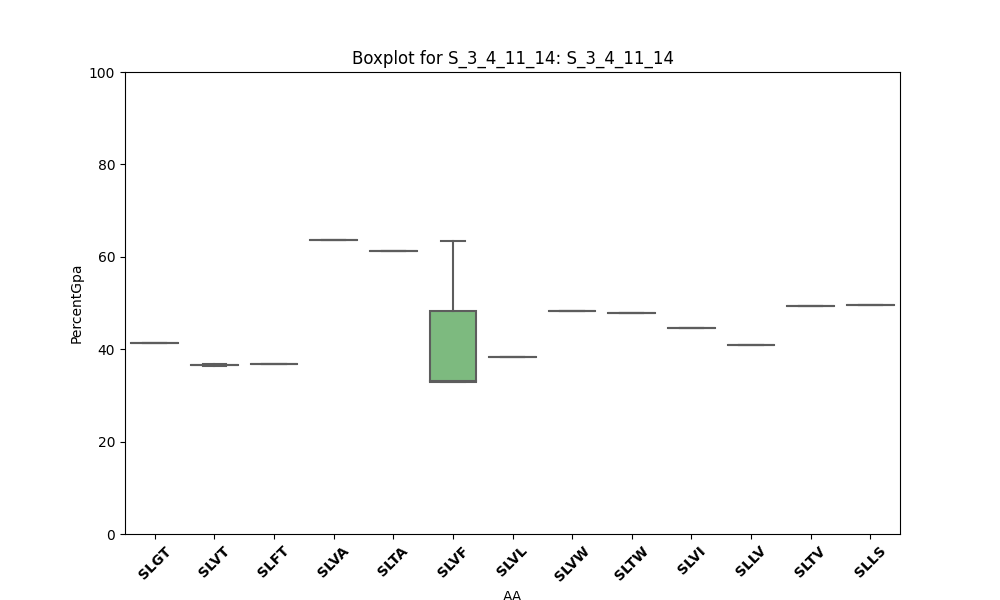 Boxplot for S_3_4_11_14: S_3_4_11_14
100
80
60
40
20
0
PercentGpa
SLGT
SLVT
SLFT
SLVA
SLTA
SLVF
SLVL
SLVW
SLTW
SLVI
SLLV
SLTV
SLLS
AA